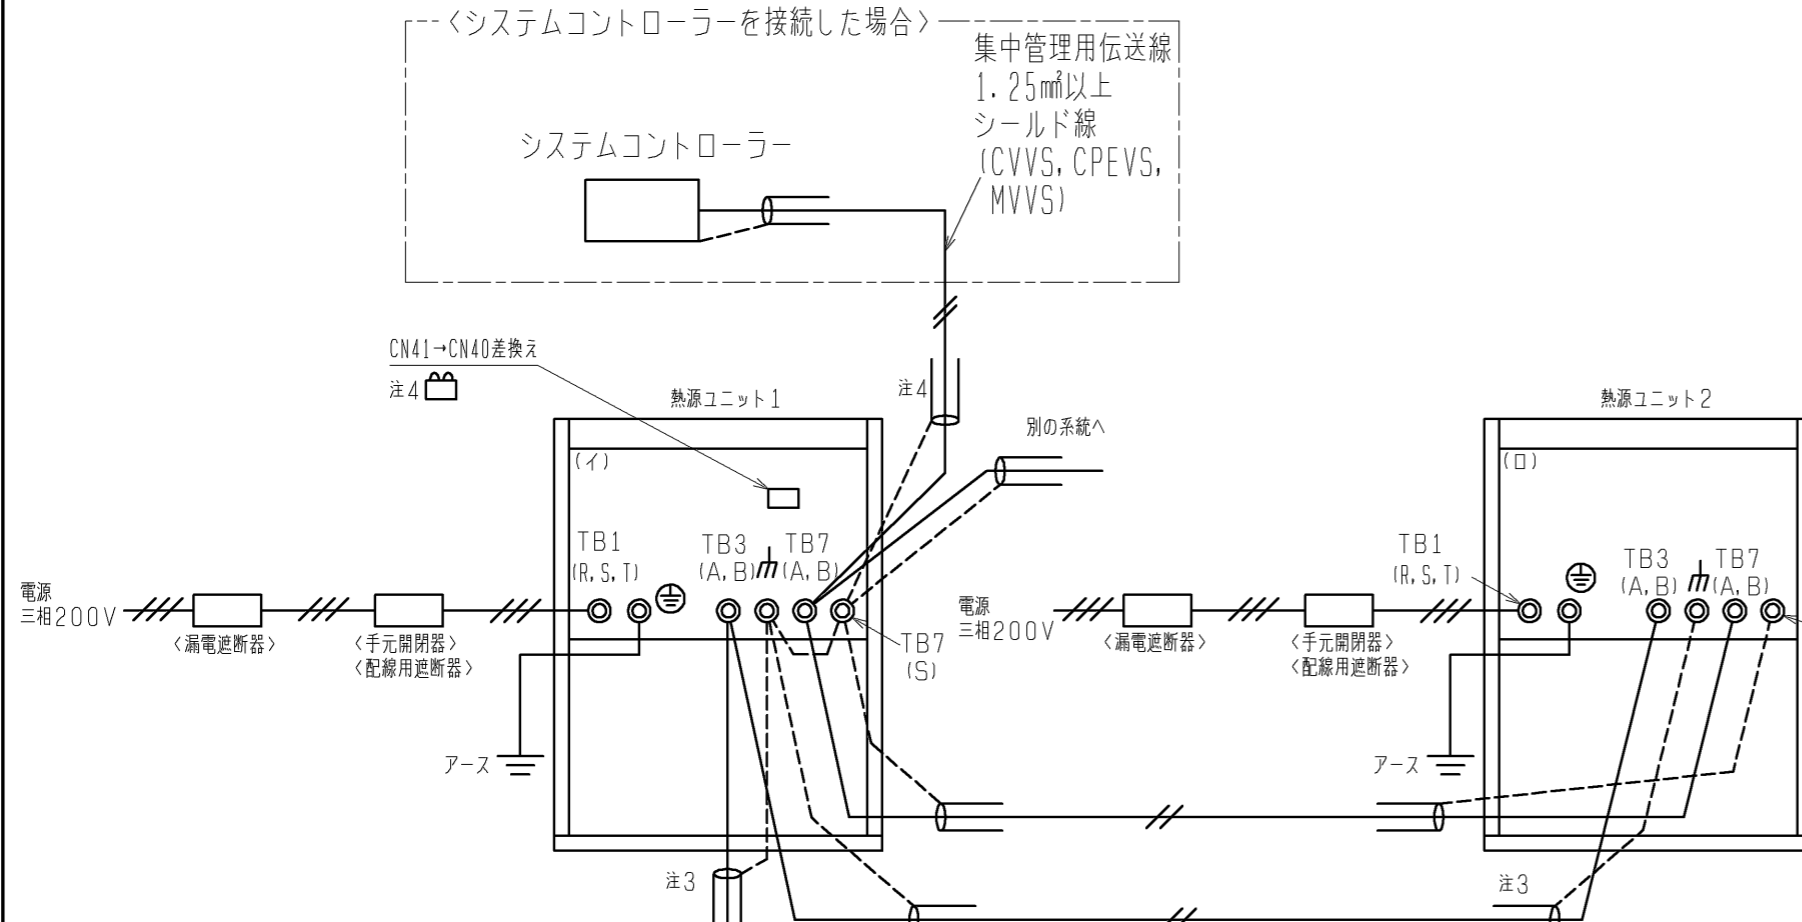 〈システムコントローラーを接続した場合〉
集中管理用伝送線
1.25㎟以上
シールド線
(CVVS, CPEVS,
MVVS)
システムコントローラー
CN41→CN40差換え
注4
注4
熱源ユニット1
別の系統へ
熱源ユニット2
(イ)
(ロ)
TB1
(R, S, T)
TB3
(A, B)
TB7
(A, B)
TB7
(S)
電源
三相200V
〈漏電遮断器〉
〈手元開閉器〉
〈配線用遮断器〉
アース
TB1
(R, S, T)
TB3
(A, B)
TB7
(A, B)
電源
三相200V
〈漏電遮断器〉
〈手元開閉器〉
〈配線用遮断器〉
アース
注3
注3